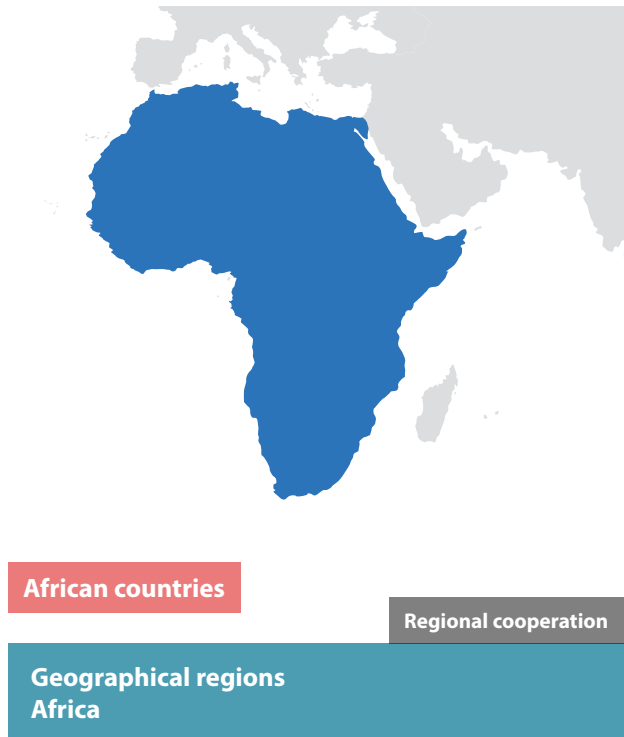 African countries
Regional cooperation
Geographical regions
Africa